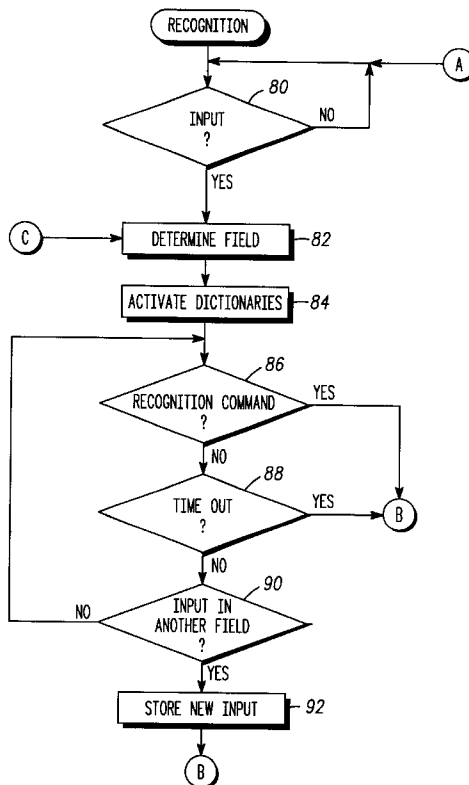 RECOGNITION
A
80
INPUT
?
NO
YES
C
DETERMINE FIELD
82
ACTIVATE DICTIONARIES
84
86
RECOGNITION COMMAND
?
YES
NO
88
TIME OUT
?
YES
B
NO
90
INPUT IN
ANOTHER FIELD
?
NO
YES
STORE NEW INPUT
92
B